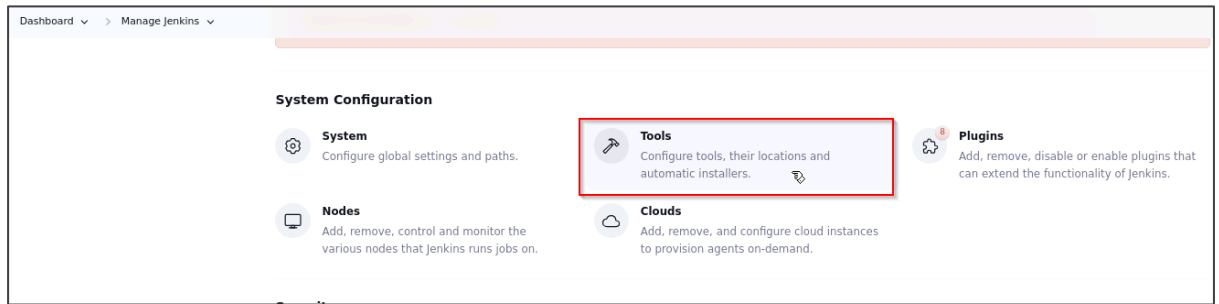 Dashboard > Manage Jenkins
System Configuration
System
Configure global settings and paths.
Tools
Configure tools, their locations and
automatic installers.
8
Plugins
Add, remove, disable or enable plugins that
can extend the functionality of Jenkins.
Nodes
Add, remove, control and monitor the
various nodes that Jenkins runs jobs on.
Clouds
Add, remove, and configure cloud instances
to provision agents on-demand.